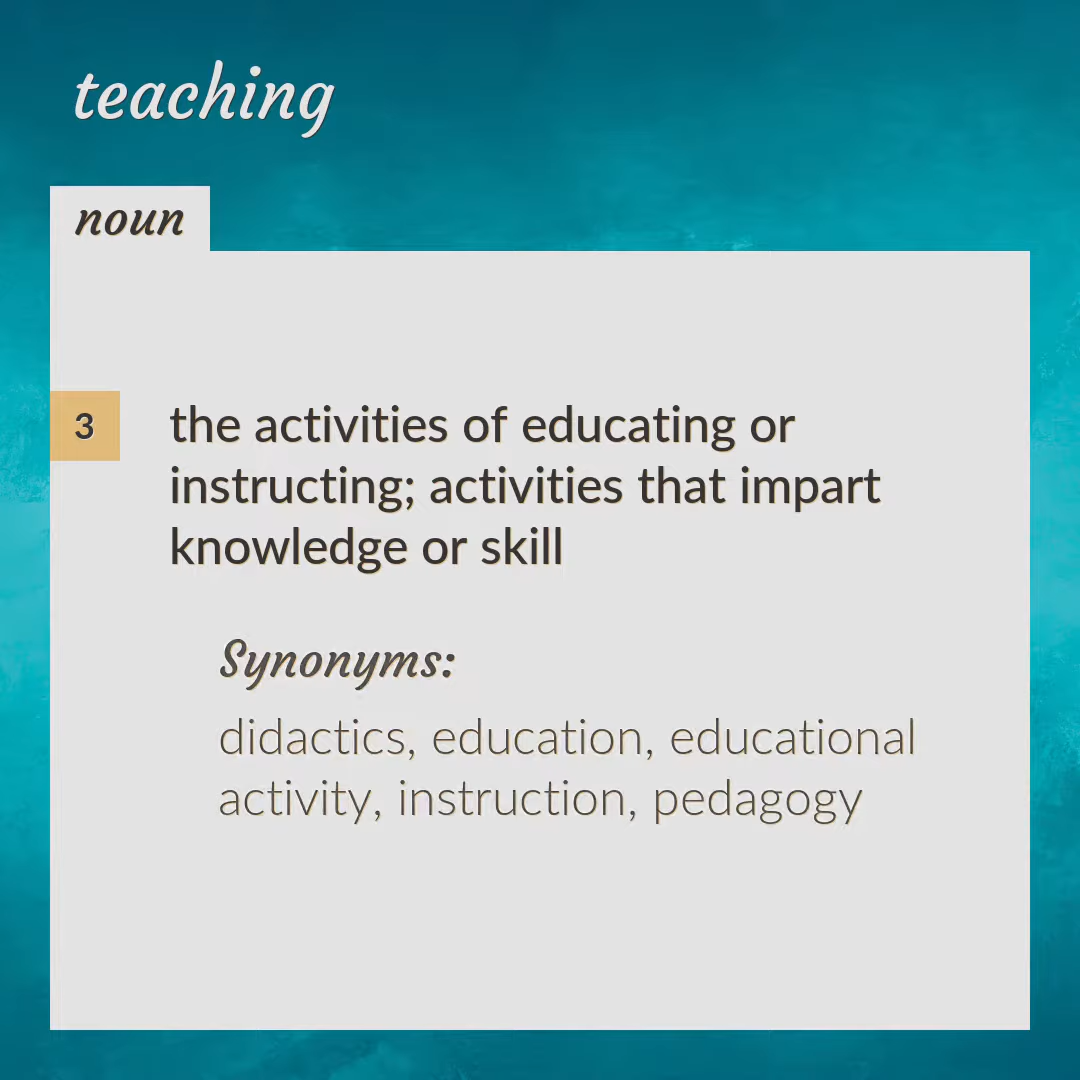 teaching
noun
3
the activities of educating or
instructing; activities that impart
knowledge or skill
Synonyms:
didactics, education, educational
activity, instruction, pedagogy